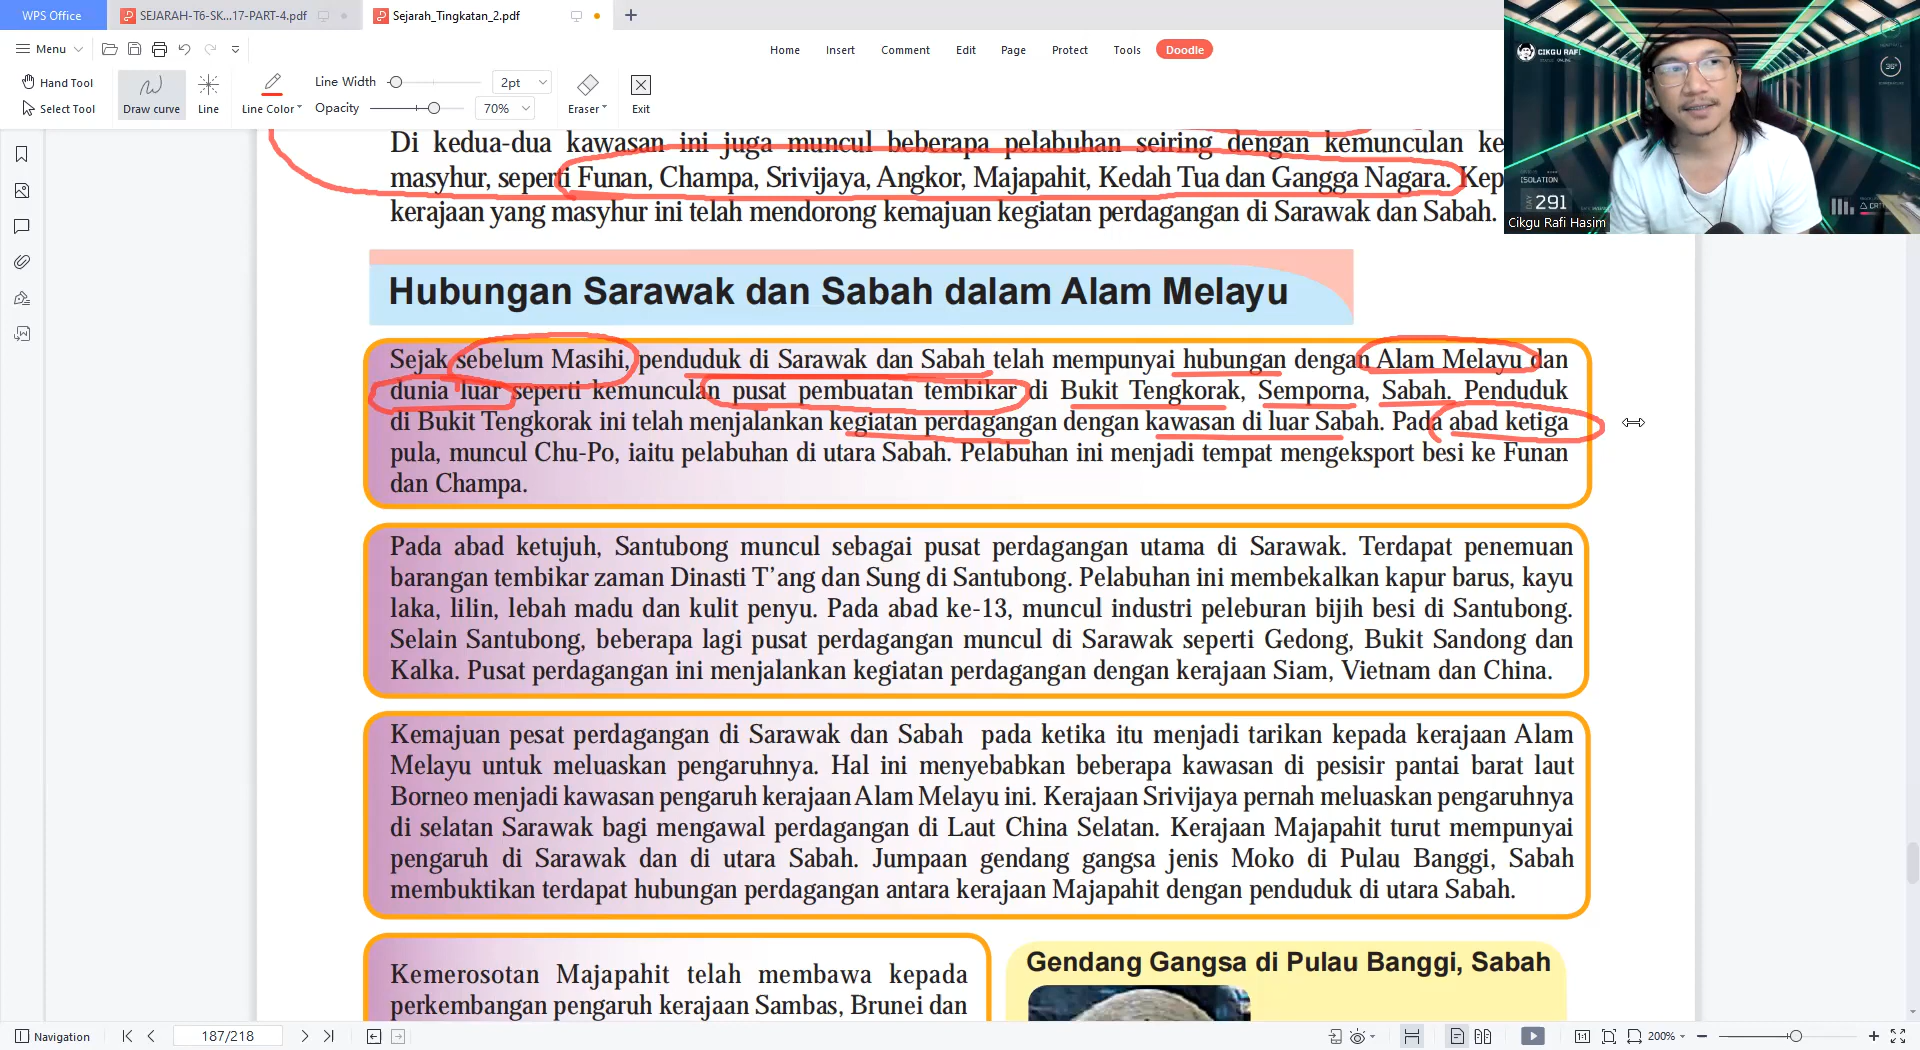 WPS Office
SEJARAH-T6-SK...17-PART-4.pdf
Sejarah_Tingkatan_2.pdf
Menu
Home Insert Comment Edit Page Protect Tools Doodle
Hand Tool
Select Tool
Draw curve
Line
Line Color
Line Width 2pt
Opacity 70%
Eraser
Exit
CIKGU RAFI
ISOLATION
DAY 291
36°
Cikgu Rafi Hasim
Di kedua-dua kawasan ini juga muncul beberapa pelabuhan seiring dengan kemunculan ke
masyhur, seperti Funan, Champa, Srivijaya, Angkor, Majapahit, Kedah Tua dan Gangga Nagara. Kep
kerajaan yang masyhur ini telah mendorong kemajuan kegiatan perdagangan di Sarawak dan Sabah.
Hubungan Sarawak dan Sabah dalam Alam Melayu
Sejak sebelum Masihi, penduduk di Sarawak dan Sabah telah mempunyai hubungan dengan Alam Melayu dan
dunia luar seperti kemunculan pusat pembuatan tembikar di Bukit Tengkorak, Semporna, Sabah. Penduduk
di Bukit Tengkorak ini telah menjalankan kegiatan perdagangan dengan kawasan di luar Sabah. Pada abad ketiga
pula, muncul Chu-Po, iaitu pelabuhan di utara Sabah. Pelabuhan ini menjadi tempat mengeksport besi ke Funan
dan Champa.
Pada abad ketujuh, Santubong muncul sebagai pusat perdagangan utama di Sarawak. Terdapat penemuan
barangan tembikar zaman Dinasti T'ang dan Sung di Santubong. Pelabuhan ini membekalkan kapur barus, kayu
laka, lilin, lebah madu dan kulit penyu. Pada abad ke-13, muncul industri peleburan bijih besi di Santubong.
Selain Santubong, beberapa lagi pusat perdagangan muncul di Sarawak seperti Gedong, Bukit Sandong dan
Kalka. Pusat perdagangan ini menjalankan kegiatan perdagangan dengan kerajaan Siam, Vietnam dan China.
Kemajuan pesat perdagangan di Sarawak dan Sabah pada ketika itu menjadi tarikan kepada kerajaan Alam
Melayu untuk meluaskan pengaruhnya. Hal ini menyebabkan beberapa kawasan di pesisir pantai barat laut
Borneo menjadi kawasan pengaruh kerajaan Alam Melayu ini. Kerajaan Srivijaya pernah meluaskan pengaruhnya
di selatan Sarawak bagi mengawal perdagangan di Laut China Selatan. Kerajaan Majapahit turut mempunyai
pengaruh di Sarawak dan di utara Sabah. Jumpaan gendang gangsa jenis Moko di Pulau Banggi, Sabah
membuktikan terdapat hubungan perdagangan antara kerajaan Majapahit dengan penduduk di utara Sabah.
Kemerosotan Majapahit telah membawa kepada
perkembangan pengaruh kerajaan Sambas, Brunei dan
Gendang Gangsa di Pulau Banggi, Sabah
Navigation 187/218 1:1 200%